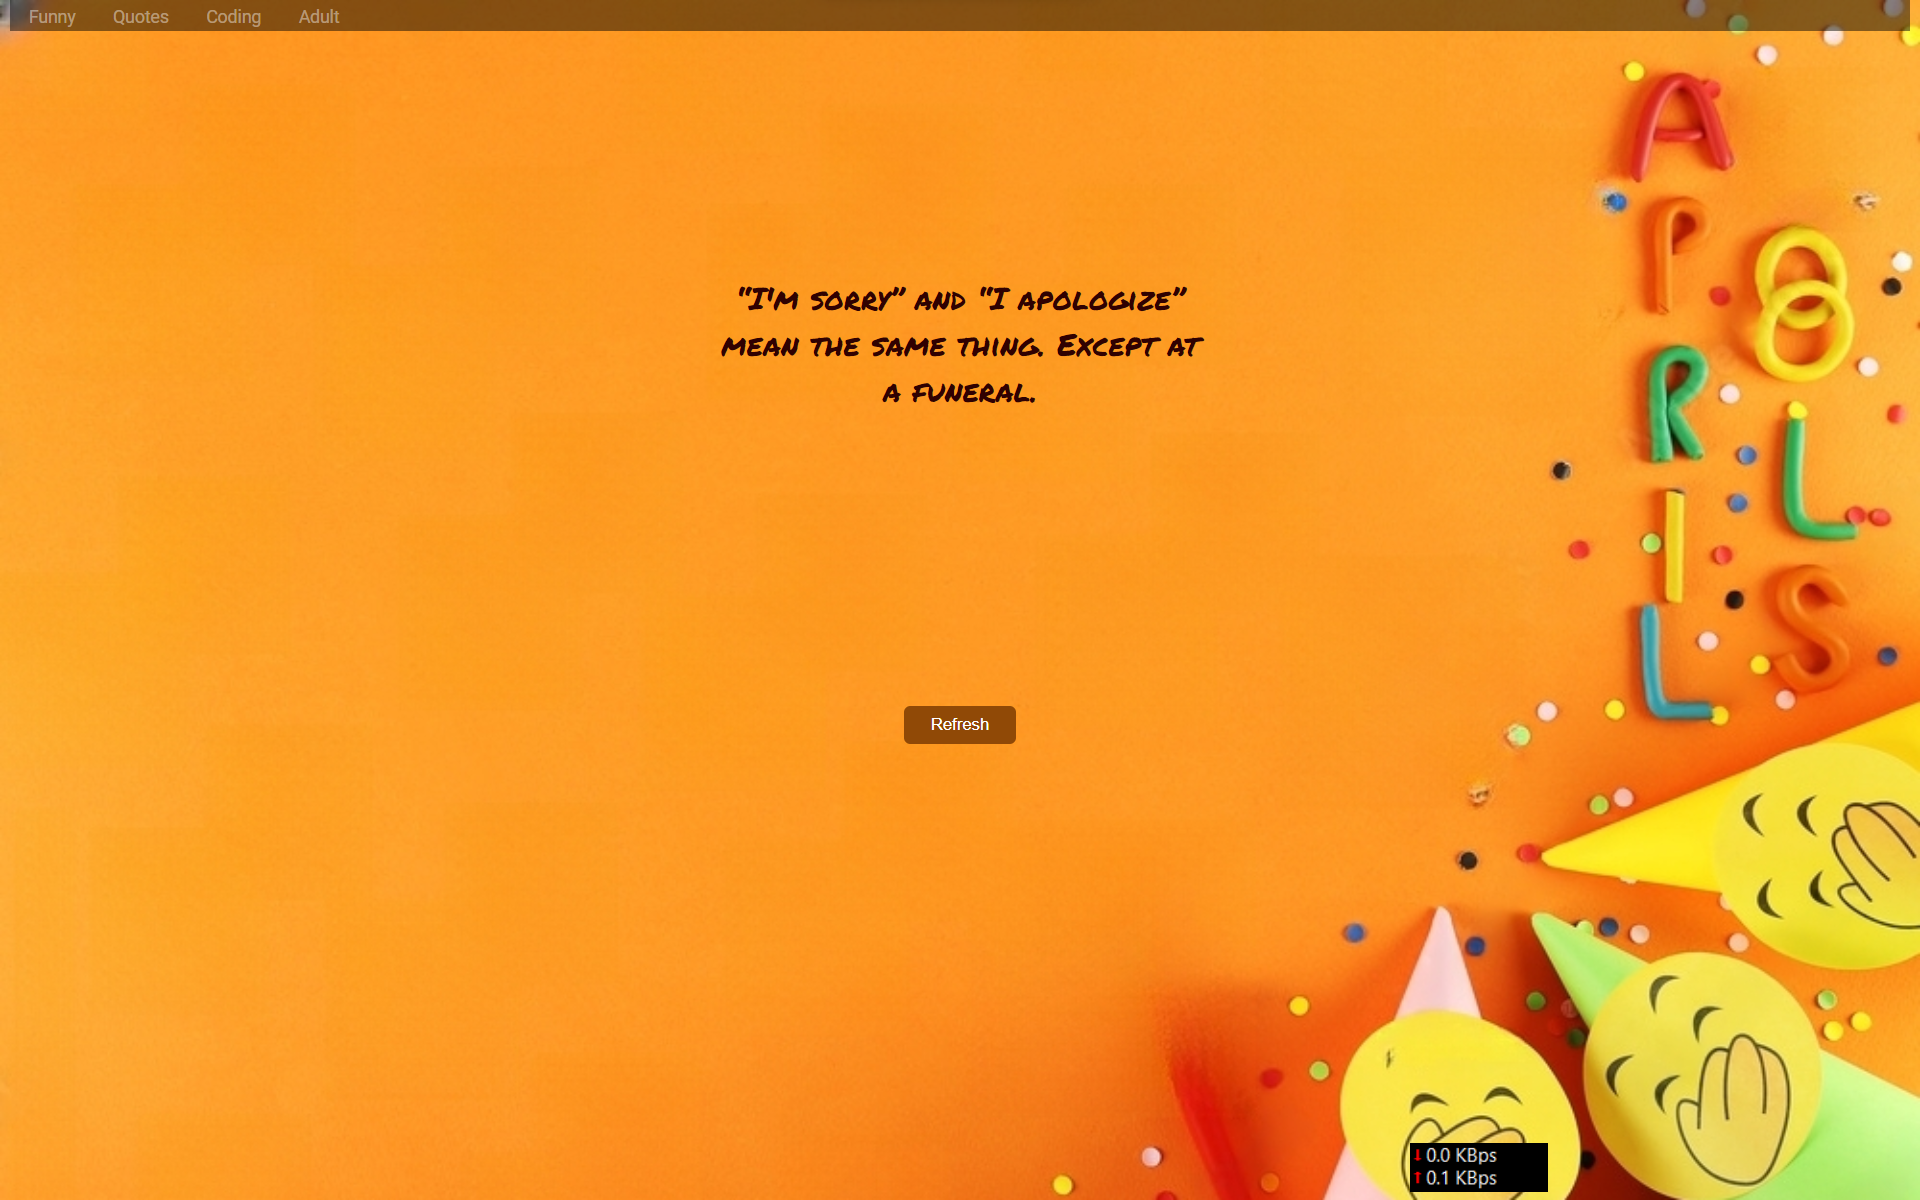 Funny Quotes Coding Adult
"I'm sorry" and "I apologize"
mean the same thing. Except at
a funeral.
Refresh
APRIL
FOOLS
0.0 KBps
0.1 KBps